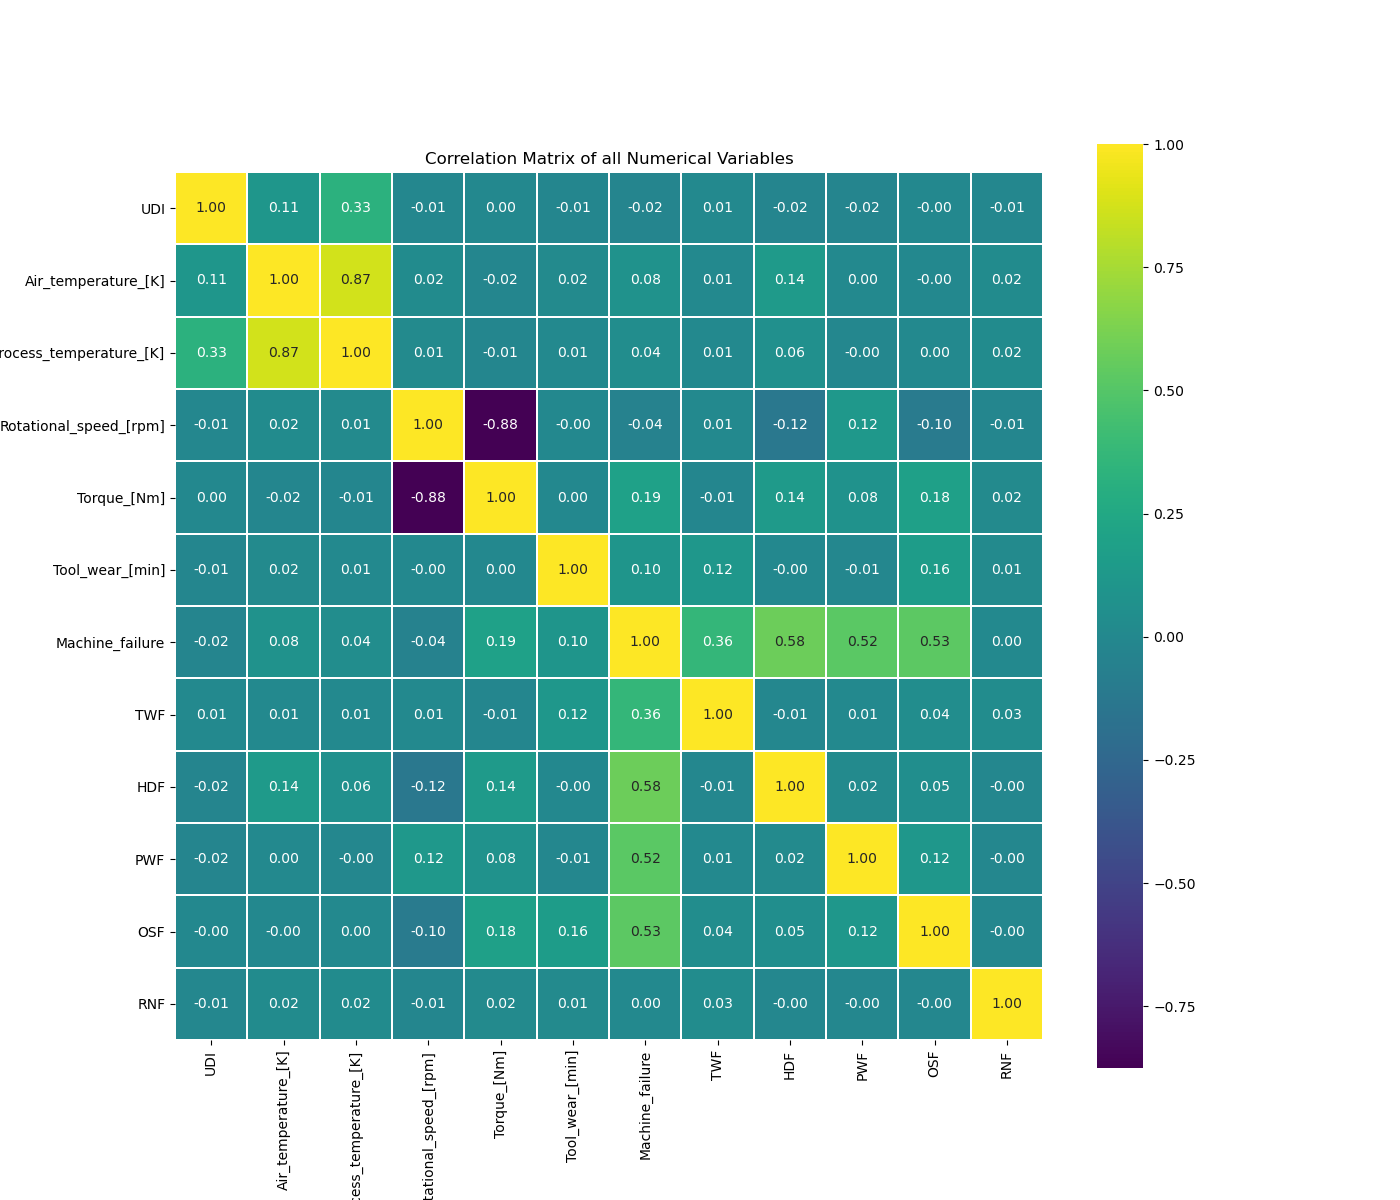 Correlation Matrix of all Numerical Variables
UDI 1.00 0.11 0.33 -0.01 0.00 -0.01 -0.02 0.01 -0.02 -0.02 -0.00 -0.01
Air_temperature_[K] 0.11 1.00 0.87 0.02 -0.02 0.02 0.08 0.01 0.14 0.00 -0.00 0.02
rocess_temperature_[K] 0.33 0.87 1.00 0.01 -0.01 0.01 0.04 0.01 0.06 -0.00 0.00 0.02
Rotational_speed_[rpm] -0.01 0.02 0.01 1.00 -0.88 -0.00 -0.04 0.01 -0.12 0.12 -0.10 -0.01
Torque_[Nm] 0.00 -0.02 -0.01 -0.88 1.00 0.00 0.19 -0.01 0.14 0.08 0.18 0.02
Tool_wear_[min] -0.01 0.02 0.01 -0.00 0.00 1.00 0.10 0.12 -0.00 -0.01 0.16 0.01
Machine_failure -0.02 0.08 0.04 -0.04 0.19 0.10 1.00 0.36 0.58 0.52 0.53 0.00
TWF 0.01 0.01 0.01 0.01 -0.01 0.12 0.36 1.00 -0.01 0.01 0.04 0.03
HDF -0.02 0.14 0.06 -0.12 0.14 -0.00 0.58 -0.01 1.00 0.02 0.05 -0.00
PWF -0.02 0.00 -0.00 0.12 0.08 -0.01 0.52 0.01 0.02 1.00 0.12 -0.00
OSF -0.00 -0.00 0.00 -0.10 0.18 0.16 0.53 0.04 0.05 0.12 1.00 -0.00
RNF -0.01 0.02 0.02 -0.01 0.02 0.01 0.00 0.03 -0.00 -0.00 -0.00 1.00
UDI
Air_temperature_[K]
cess_temperature_[K]
tational_speed_[rpm]
Torque_[Nm]
Tool_wear_[min]
Machine_failure
TWF
HDF
PWF
OSF
RNF
1.00
0.75
0.50
0.25
0.00
−0.25
−0.50
−0.75